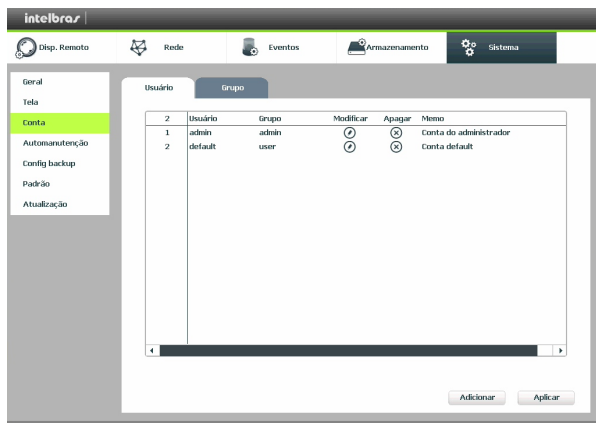 intelbras
Disp. Remoto Rede Eventos Armazenamento Sistema
Geral
Tela
Conta
Automanutenção
Config backup
Padrão
Atualização
Usuário Grupo
2 Usuário Grupo Modificar Apagar Memo
1 admin admin Conta do administrador
2 default user Conta default
Adicionar Aplicar